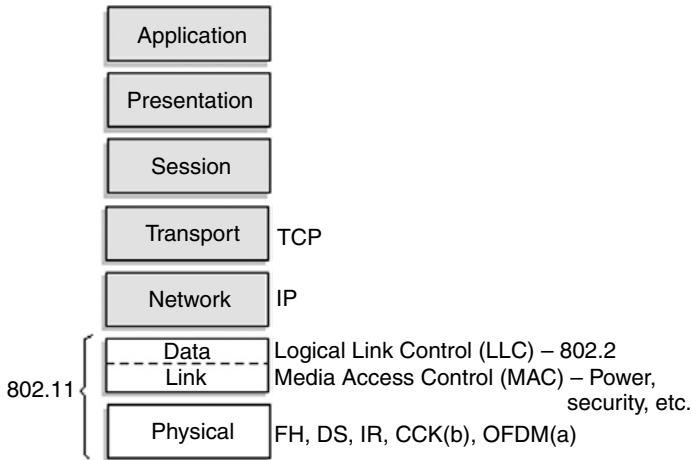 Application
Presentation
Session
Transport TCP
Network IP
Data Logical Link Control (LLC) – 802.2
802.11 Link Media Access Control (MAC) – Power,
security, etc.
Physical FH, DS, IR, CCK(b), OFDM(a)